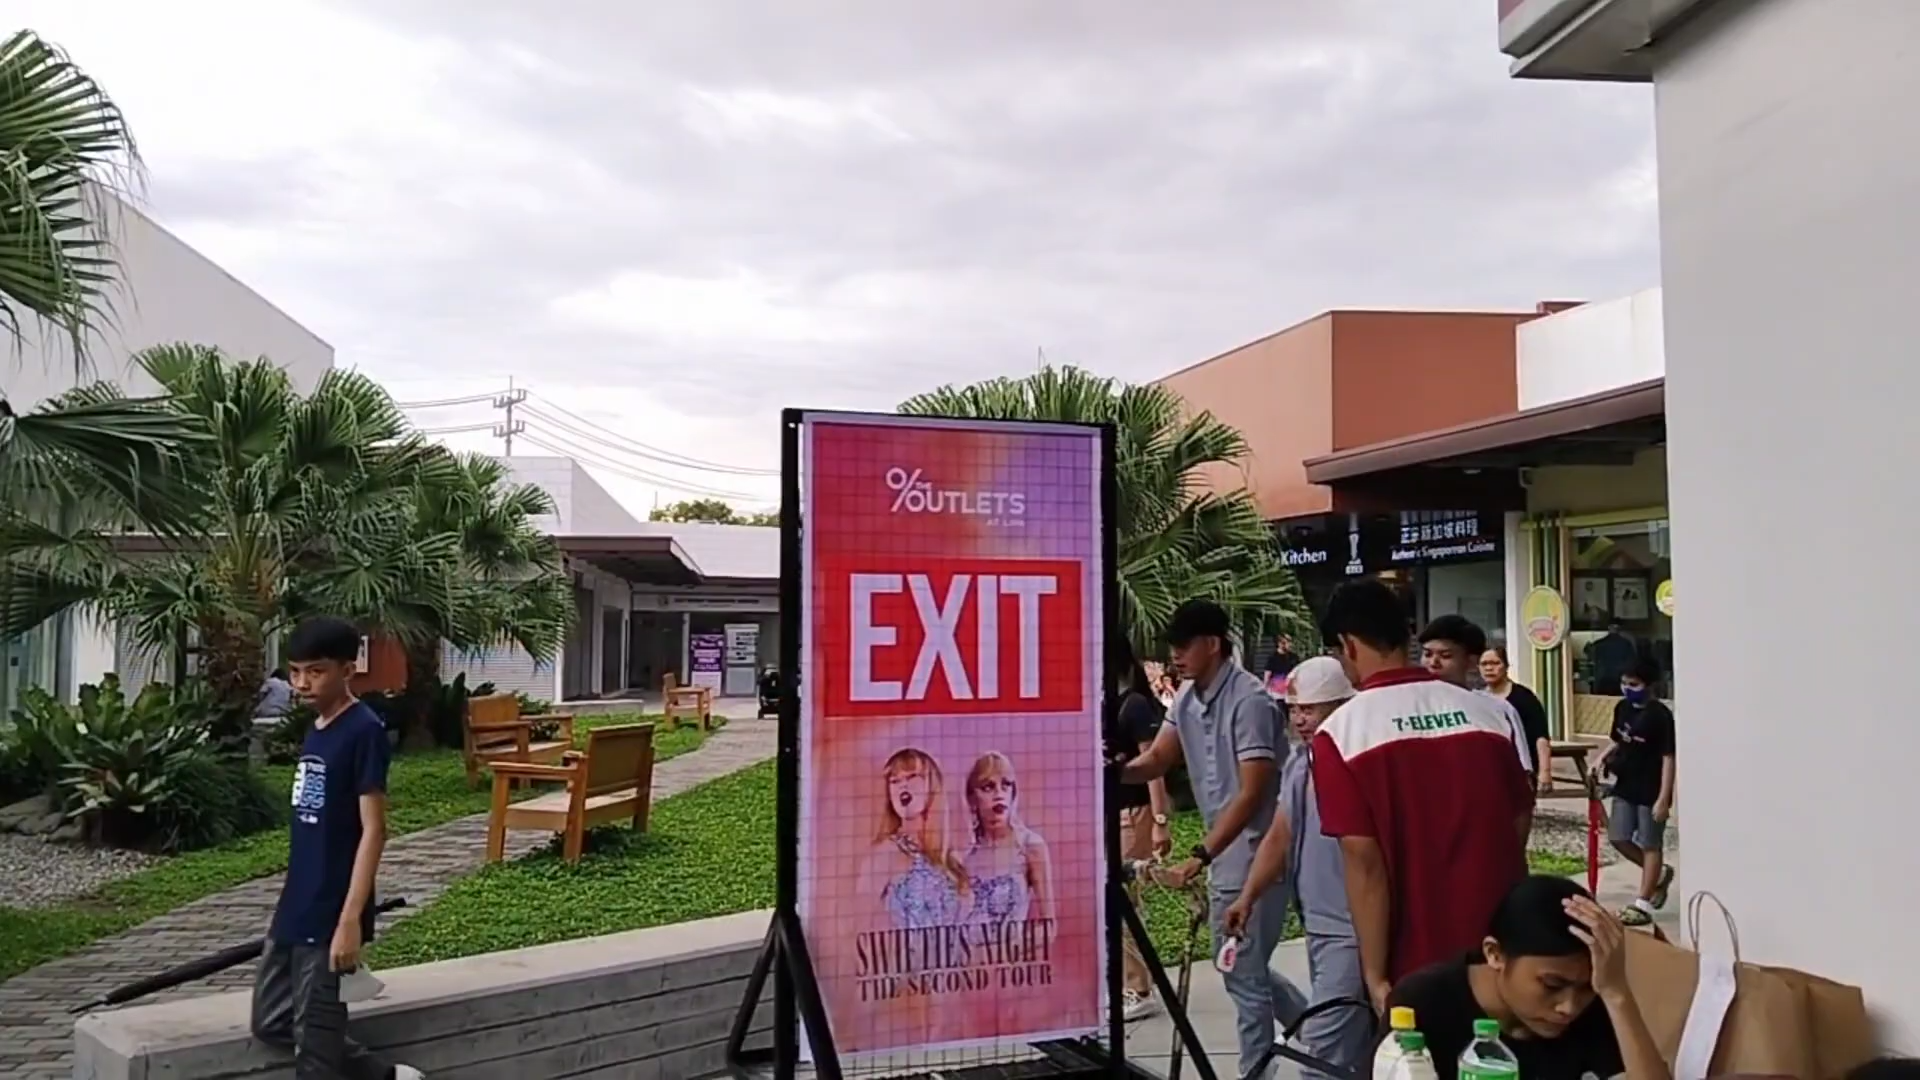 THE
%OUTLETS
AT LIPA
EXIT
SWIFTIES NIGHT
THE SECOND TOUR
Kitchen
正宗新加坡料理
Authentic Singaporean Cuisine
7-ELEVEn